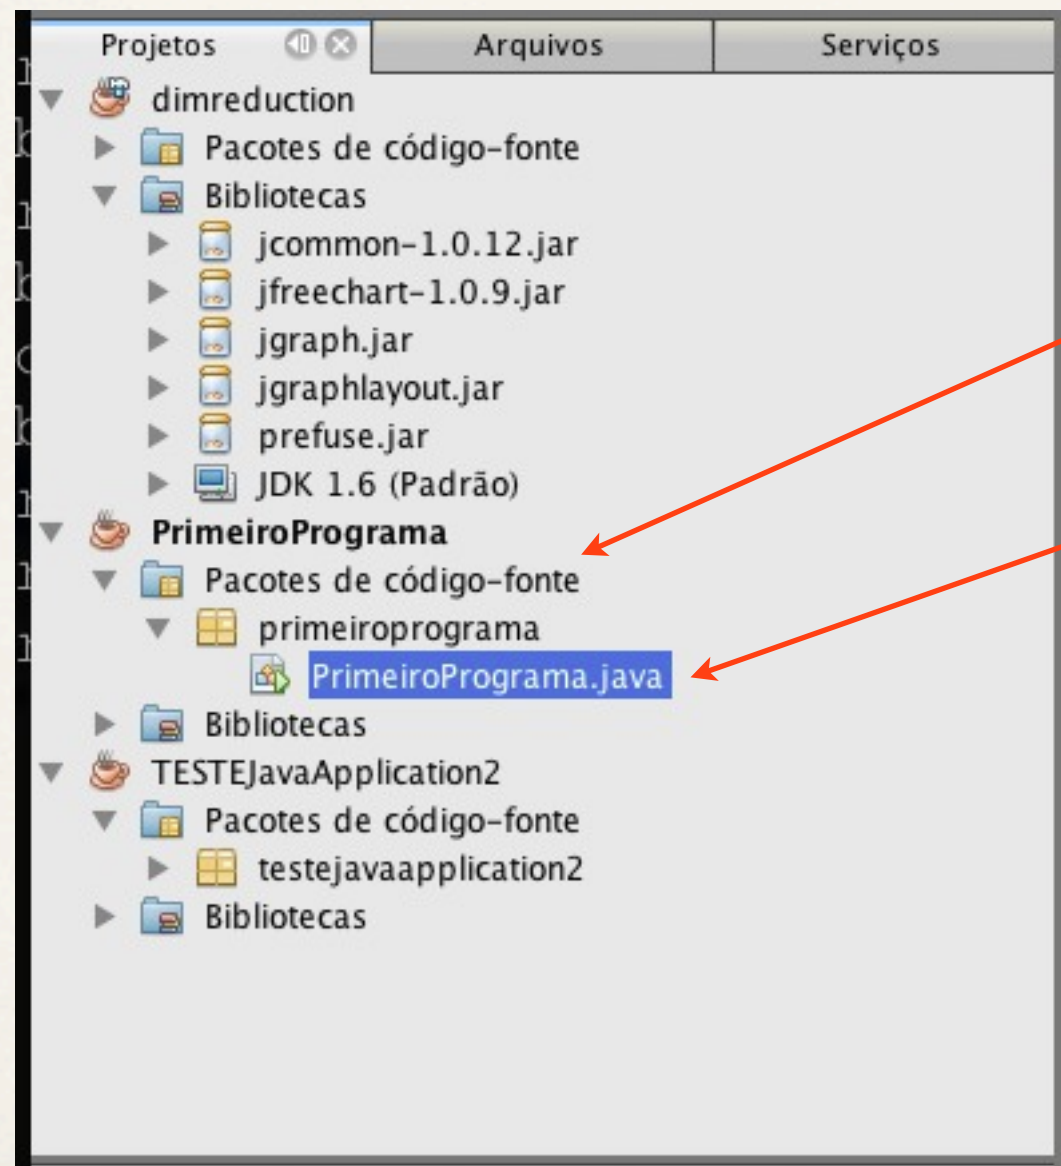 Projetos
Arquivos
Serviços
dimreduction
Pacotes de código-fonte
Bibliotecas
jcommon-1.0.12.jar
jfreechart-1.0.9.jar
jgraph.jar
jgraphlayout.jar
prefuse.jar
JDK 1.6 (Padrão)
PrimeiroPrograma
Pacotes de código-fonte
primeiroprograma
PrimeiroPrograma.java
Bibliotecas
TESTEJavaApplication2
Pacotes de código-fonte
testejavaapplication2
Bibliotecas